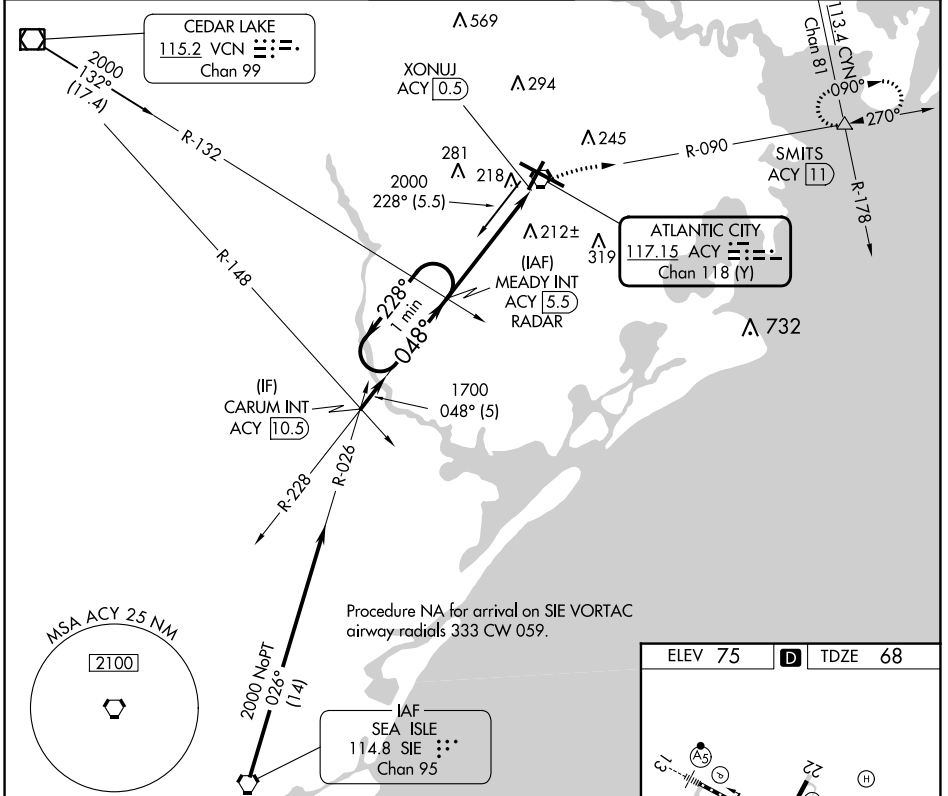 CEDAR LAKE
115.2 VCN
Chan 99
2000
132°
(17.4)
R-132
R-148
569
XONUJ
ACY 0.5
294
245
281
218
2000
228° (5.5)
212±
319
(IAF)
MEADY INT
ACY 5.5
RADAR
113.4 CYN
Chan 81
090°
270°
R-090
SMITS
ACY 11
R-178
ATLANTIC CITY
117.15 ACY
Chan 118 (Y)
732
228°
1 min
048°
(IF)
CARUM INT
ACY 10.5
1700
048° (5)
R-228
R-026
Procedure NA for arrival on SIE VORTAC
airway radials 333 CW 059.
MSA ACY 25 NM
2100
2000 NoPT
026°
(14)
IAF
SEA ISLE
114.8 SIE
Chan 95
ELEV 75 D TDZE 68
A5
P
13
22
H